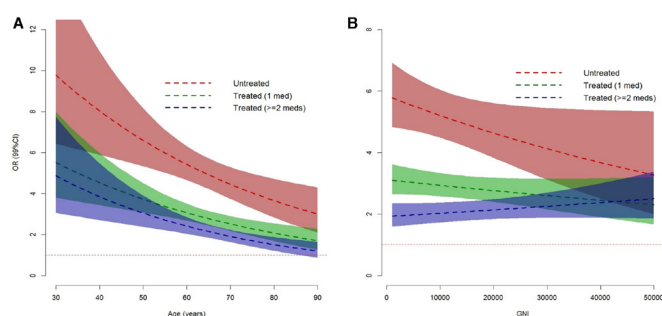 A
12
10
8
6
4
2
0
OR (99%CI)
Untreated
Treated (1 med)
Treated (>=2 meds)
30
40
50
60
70
80
90
Age (years)
B
8
6
4
2
0
Untreated
Treated (1 med)
Treated (>=2 meds)
0
10000
20000
30000
40000
50000
GNI